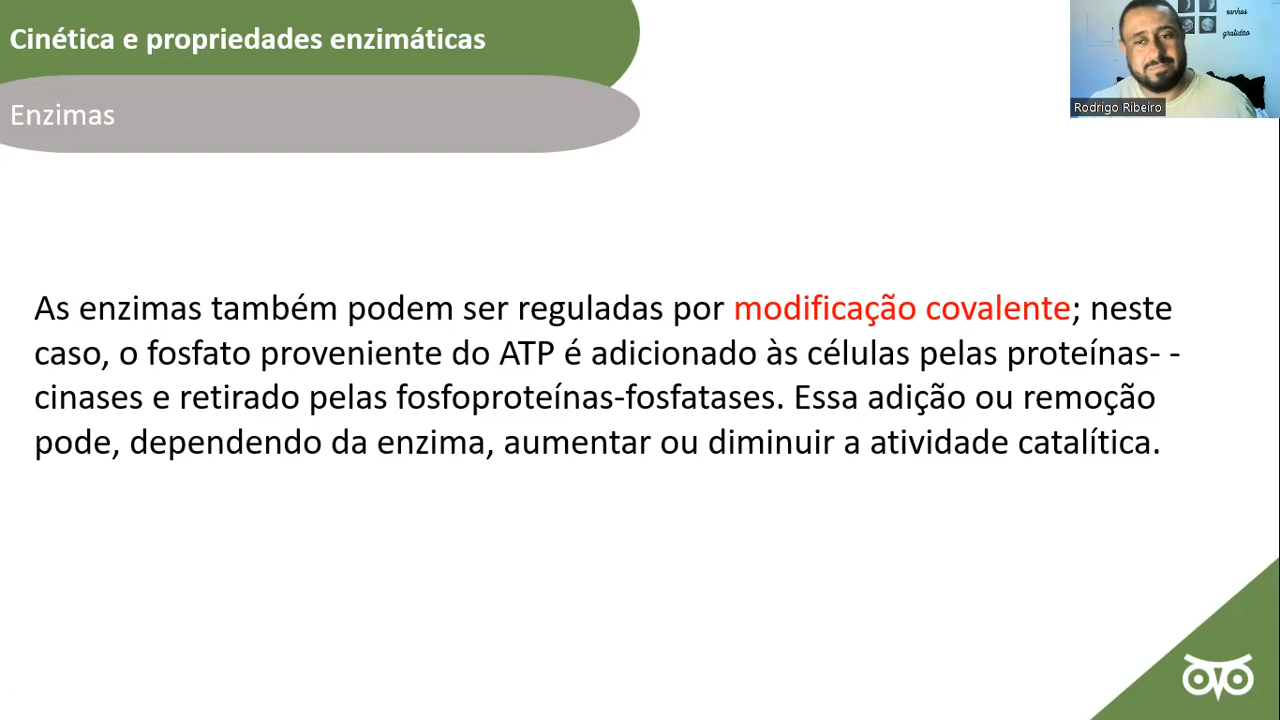 Cinética e propriedades enzimáticas
Enzimas
sonhos
gratidão
Rodrigo Ribeiro
As enzimas também podem ser reguladas por modificação covalente; neste
caso, o fosfato proveniente do ATP é adicionado às células pelas proteínas- -
cinases e retirado pelas fosfoproteínas-fosfatases. Essa adição ou remoção
pode, dependendo da enzima, aumentar ou diminuir a atividade catalítica.